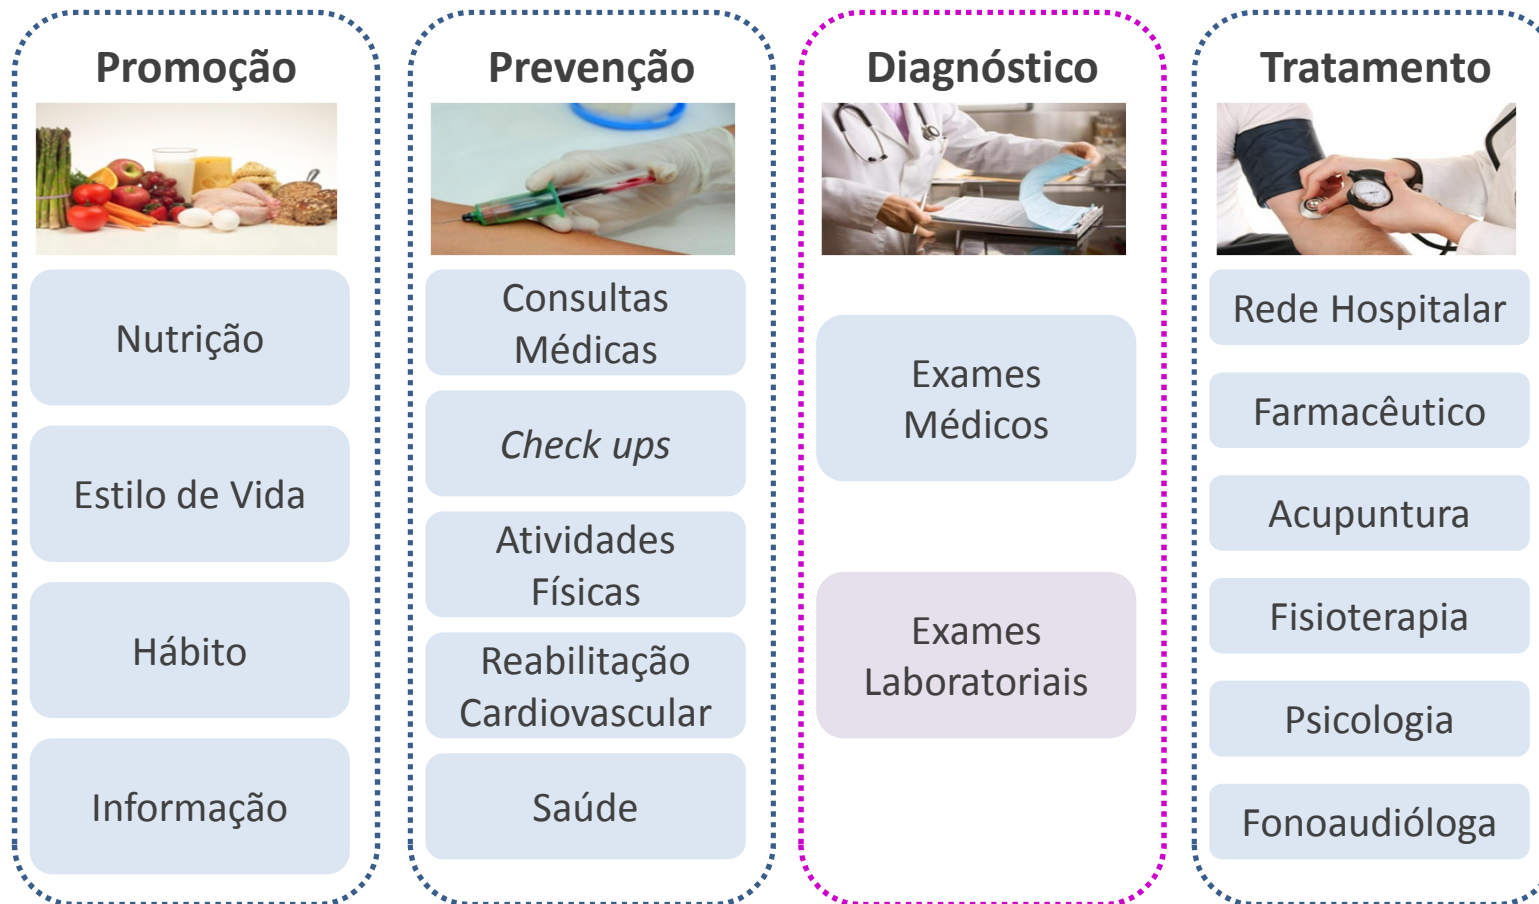 Promoção
Nutrição
Estilo de Vida
Hábito
Informação
Prevenção
Consultas
Médicas
Check ups
Atividades
Físicas
Reabilitação
Cardiovascular
Saúde
Diagnóstico
Exames
Médicos
Exames
Laboratoriais
Tratamento
Rede Hospitalar
Farmacêutico
Acupuntura
Fisioterapia
Psicologia
Fonoaudióloga